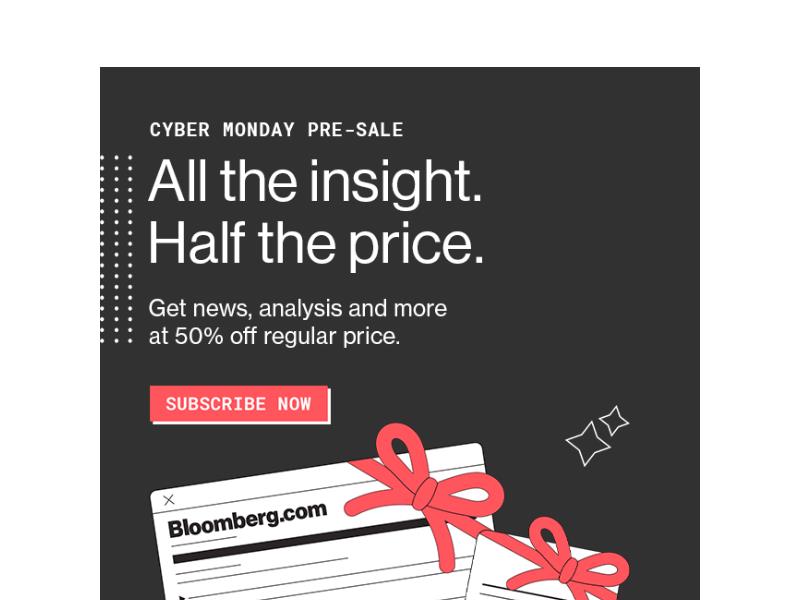 CYBER MONDAY PRE-SALE
All the insight.
Half the price.
Get news, analysis and more
at 50% off regular price.
SUBSCRIBE NOW
Bloomberg.com